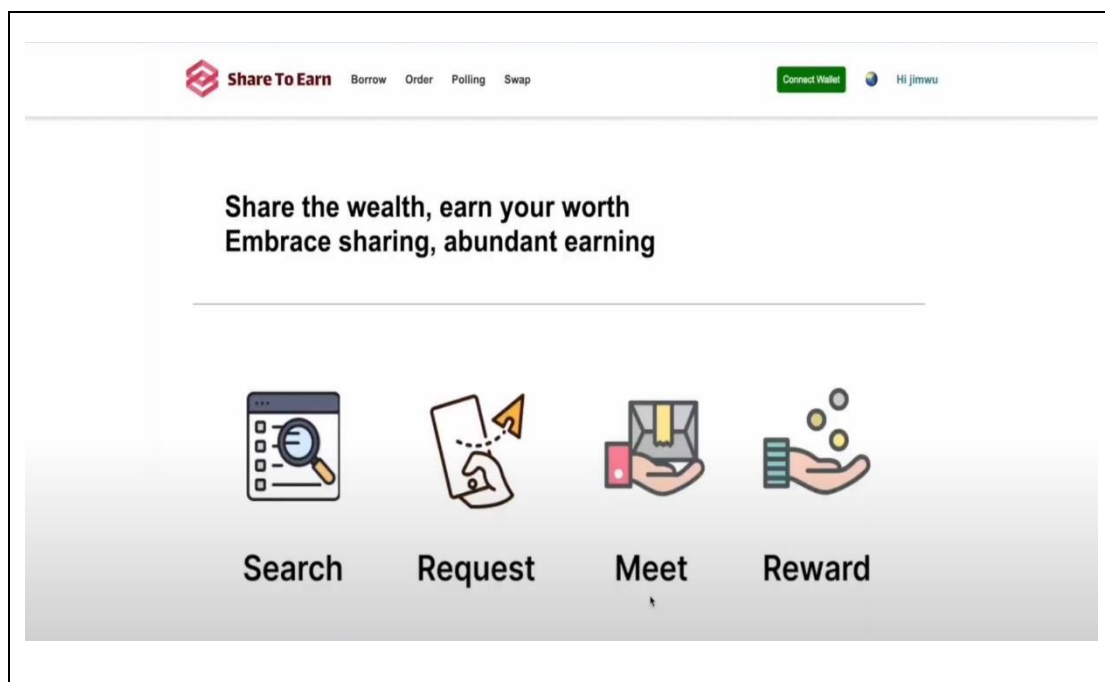 Share To Earn Borrow Order Polling Swap Connect Wallet Hi jimwu
Share the wealth, earn your worth
Embrace sharing, abundant earning
Search Request Meet Reward